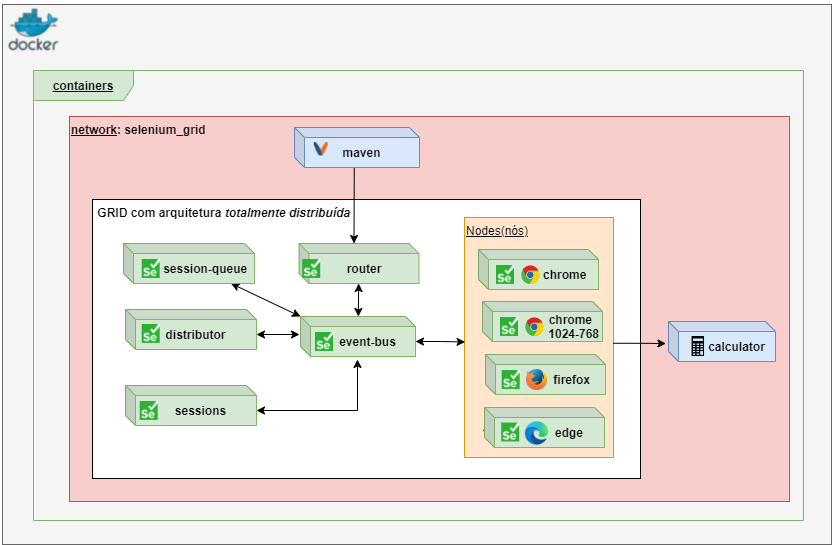 docker
containers
network: selenium_grid
maven
GRID com arquitetura totalmente distribuída
Nodes(nós)
Se session-queue
Se router
Se chrome
Se chrome
1024-768
Se distributor
Se event-bus
calculator
Se firefox
Se sessions
Se edge